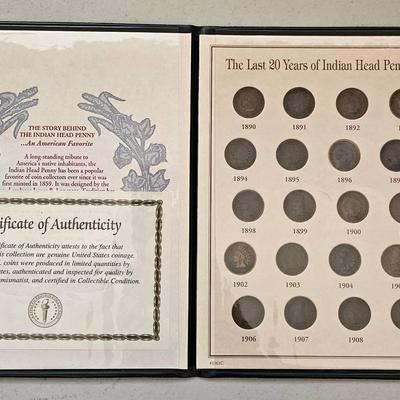 THE STORY BEHIND
THE INDIAN HEAD PENNY
...An American Favorite
A long-standing tribute to
America's native inhabitants, the
Indian Head Penny has been a popular
favorite of coin collectors ever since it was
first minted in 1859. It was designed by the
ificate of Authenticity
ificate of Authenticity attests to the fact that
is collection are genuine United States coinage.
coins were produced in limited quantities by
ates, authenticated and inspected for quality by
umismatist, and certified in Collectible Condition.
The Last 20 Years of Indian Head Penn
1890 1891 1892 1
1894 1895 1896 189
1898 1899 1900
1902 1903 1904 190
1906 1907 1908